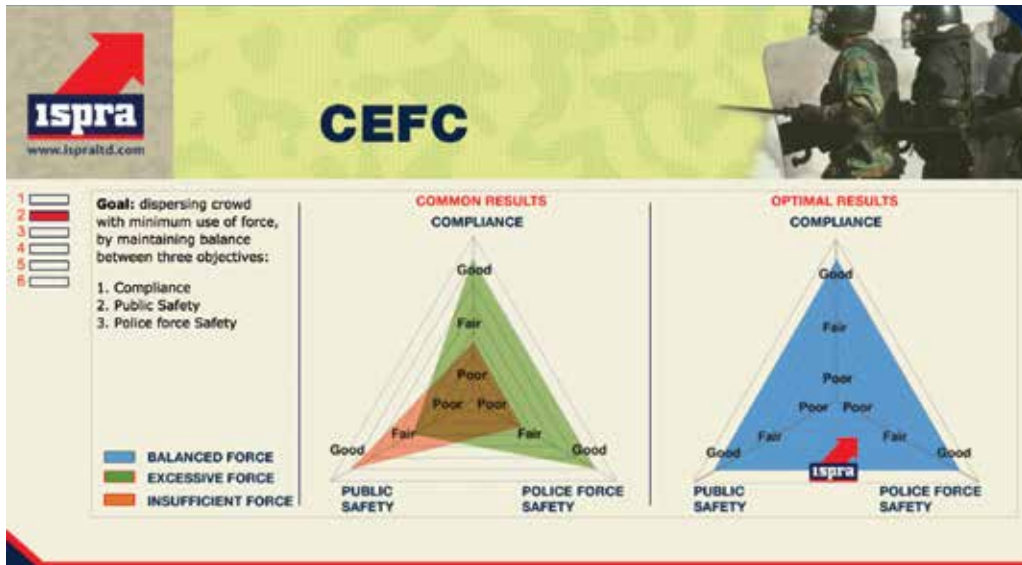 ıspra
www.ispraltd.com
CEFC
1
2
3
4
5
6
Goal: dispersing crowd
with minimum use of force,
by maintaining balance
between three objectives:
1. Compliance
2. Public Safety
3. Police force Safety
BALANCED FORCE
EXCESSIVE FORCE
INSUFFICIENT FORCE
COMMON RESULTS
COMPLIANCE
Good
Fair
Poor
Poor Poor
Fair Fair
Good Good
PUBLIC
SAFETY
POLICE FORCE
SAFETY
OPTIMAL RESULTS
COMPLIANCE
Good
Fair
Poor
Poor Poor
Fair Fair
Good Good
ıspra
PUBLIC
SAFETY
POLICE FORCE
SAFETY